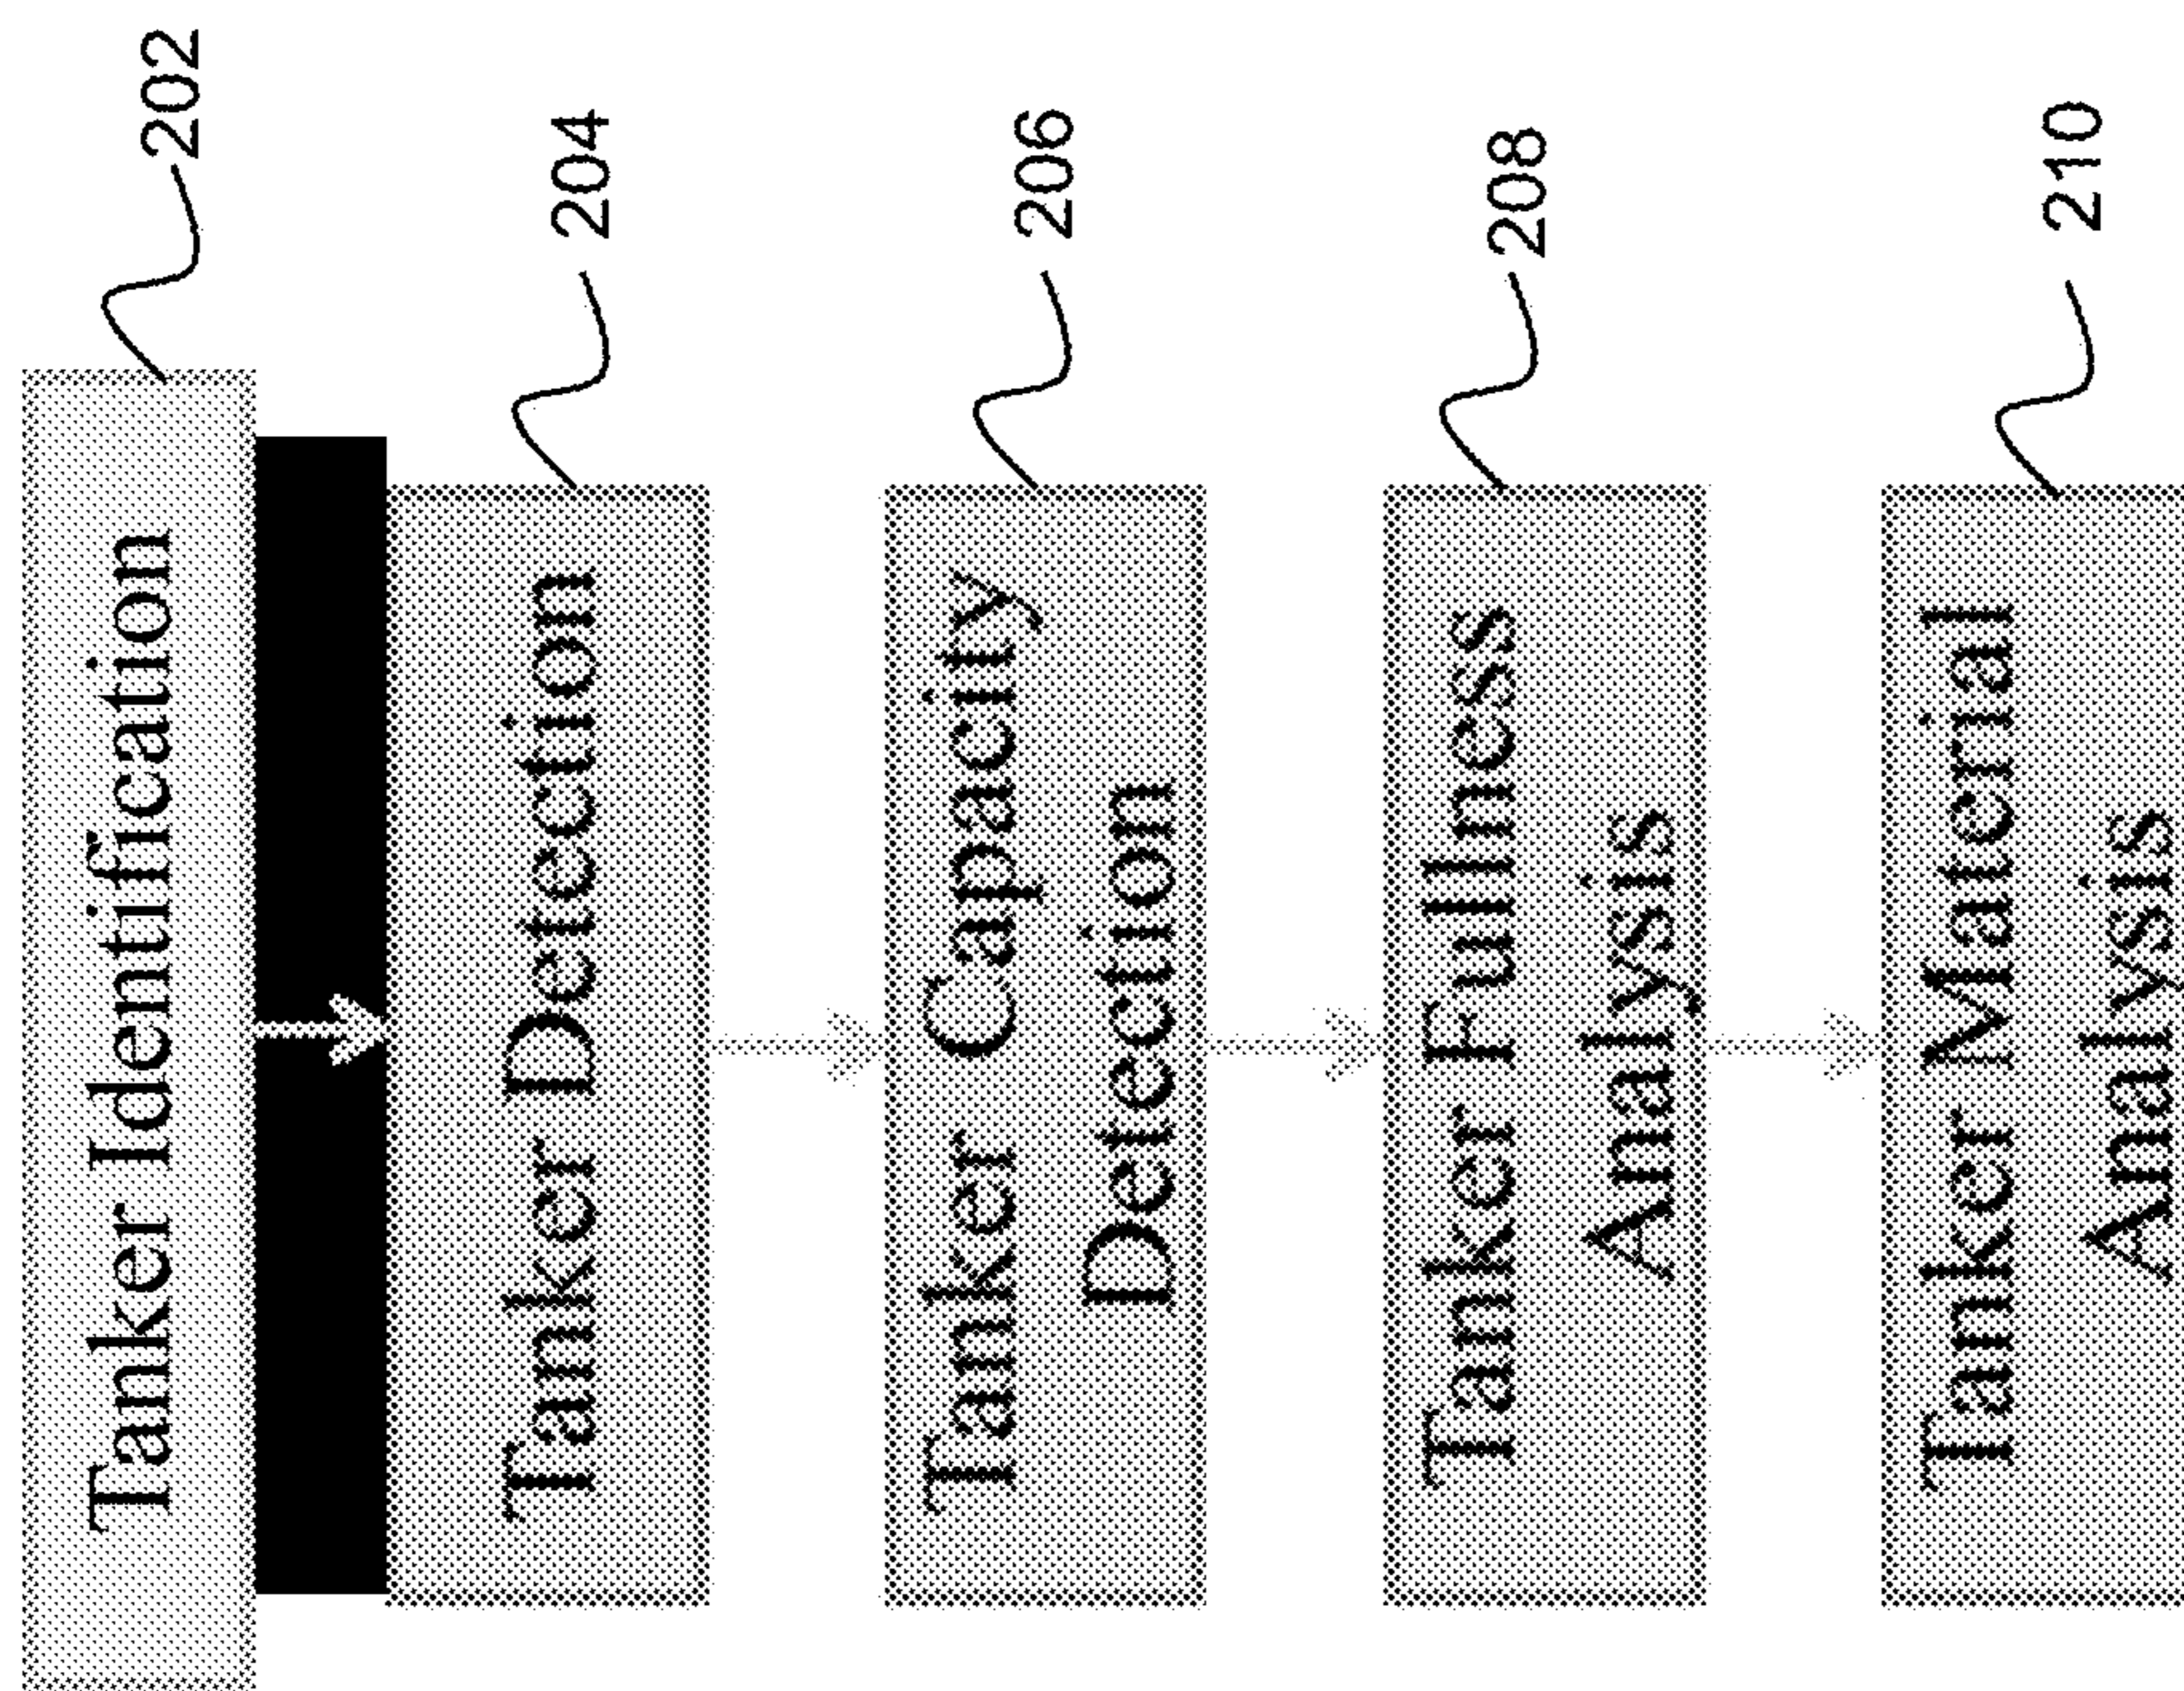 Tanker Identification
202
Tanker Detection
204
Tanker Capacity
Detection
206
Tanker Fullness
Analysis
208
Tanker Material
Analysis
210